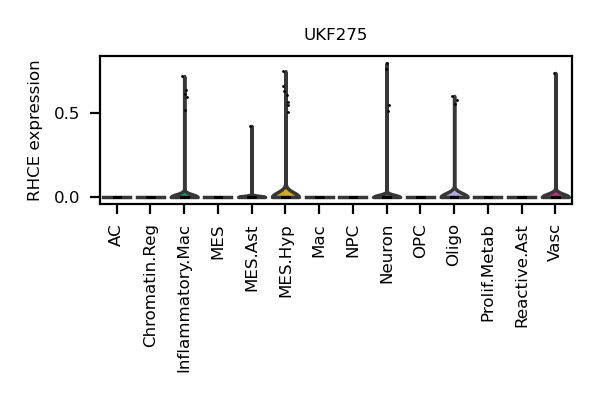 UKF275
RHCE expression
0.5
0.0
AC
Chromatin.Reg
Inflammatory.Mac
MES
MES.Ast
MES.Hyp
Mac
NPC
Neuron
OPC
Oligo
Prolif.Metab
Reactive.Ast
Vasc